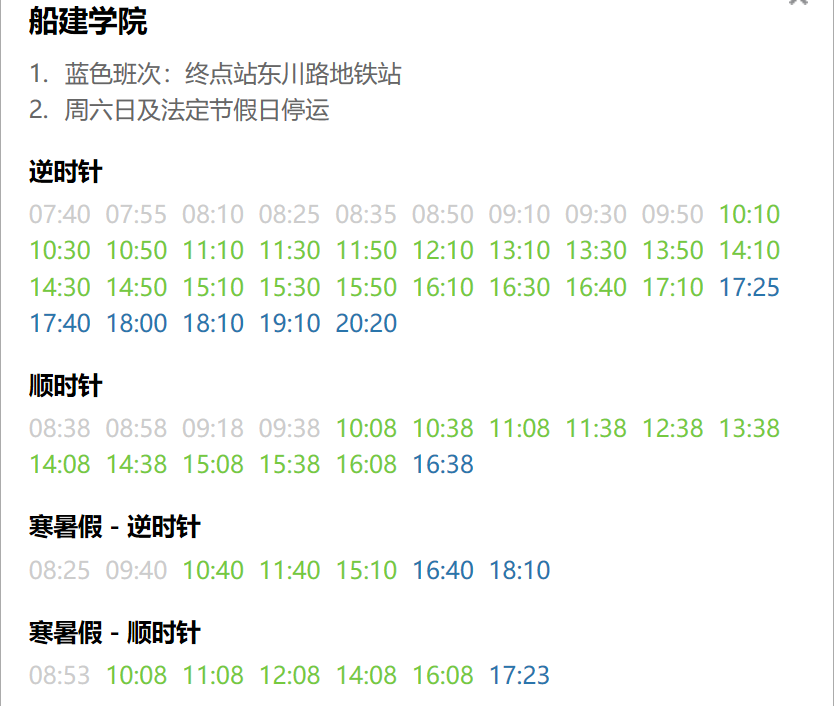 船建学院
1. 蓝色班次：终点站东川路地铁站
2. 周六日及法定节假日停运
逆时针
07:40 07:55 08:10 08:25 08:35 08:50 09:10 09:30 09:50 10:10
10:30 10:50 11:10 11:30 11:50 12:10 13:10 13:30 13:50 14:10
14:30 14:50 15:10 15:30 15:50 16:10 16:30 16:40 17:10 17:25
17:40 18:00 18:10 19:10 20:20
顺时针
08:38 08:58 09:18 09:38 10:08 10:38 11:08 11:38 12:38 13:38
14:08 14:38 15:08 15:38 16:08 16:38
寒暑假 - 逆时针
08:25 09:40 10:40 11:40 15:10 16:40 18:10
寒暑假 - 顺时针
08:53 10:08 11:08 12:08 14:08 16:08 17:23